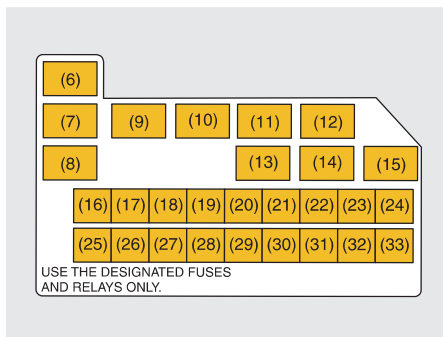 (6)
(7) (9) (10) (11) (12)
(8) (13) (14) (15)
(16) (17) (18) (19) (20) (21) (22) (23) (24)
(25) (26) (27) (28) (29) (30) (31) (32) (33)
USE THE DESIGNATED FUSES
AND RELAYS ONLY.